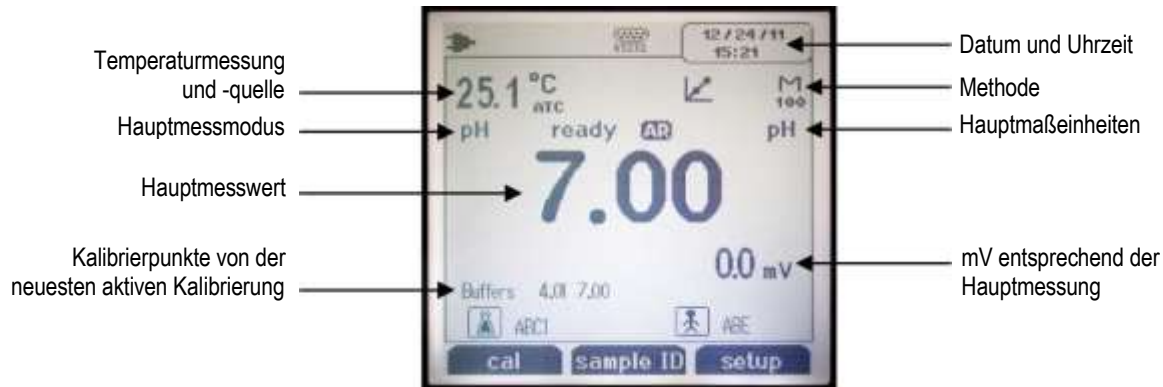 Temperaturmessung
und -quelle
Hauptmessmodus
Hauptmesswert
Kalibrierpunkte von der
neuesten aktiven Kalibrierung
RS232
12/24/11
15:21
25.1 °C
ATC
M
100
pH ready AR pH
7.00
0.0 mV
Buffers 4.01 7.00
ABC1 ABE
cal sample ID setup
Datum und Uhrzeit
Methode
Hauptmaßeinheiten
mV entsprechend der
Hauptmessung